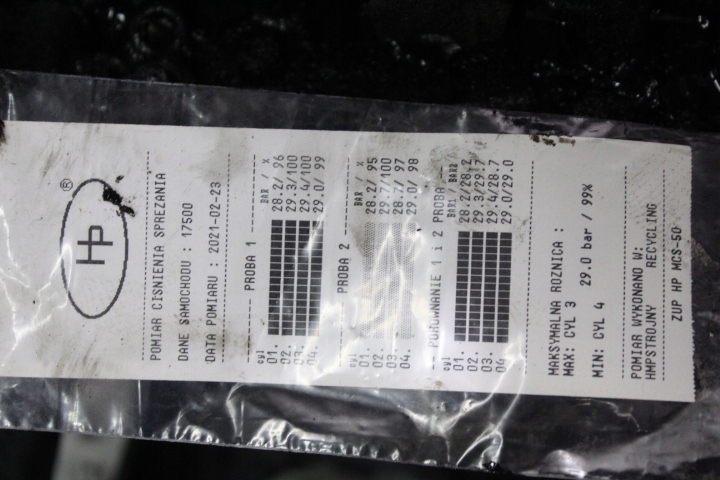 HP ®
POMIAR CISNIENIA SPREZANIA
DANE SAMOCHODU : 17500
DATA POMIARU : 2021-02-23
PROBA 1
cyl BAR / %
01. 28.2/ 96
02. 29.3/100
03. 29.4/100
04. 29.0/ 99
PROBA 2
cyl BAR / %
01. 28.2/ 95
02. 29.7/100
03. 28.7/ 97
04. 29.0/ 98
POROWNANIE 1 i 2 PROBA
cyl BAR1 / BAR2
01. 28.2/28.2
02. 29.3/29.7
03. 29.4/28.7
04. 29.0/29.0
MAKSYMALNA ROZNICA :
MAX: CYL 3 29.0 bar / 99%
MIN: CYL 4
POMIAR WYKONANO W:
HMPSTROJNY RECYCLING
ZUP HP MCS-50